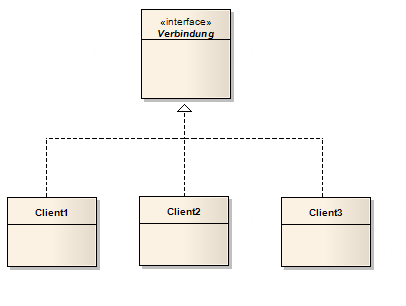 «interface»
Verbindung
Client1
Client2
Client3